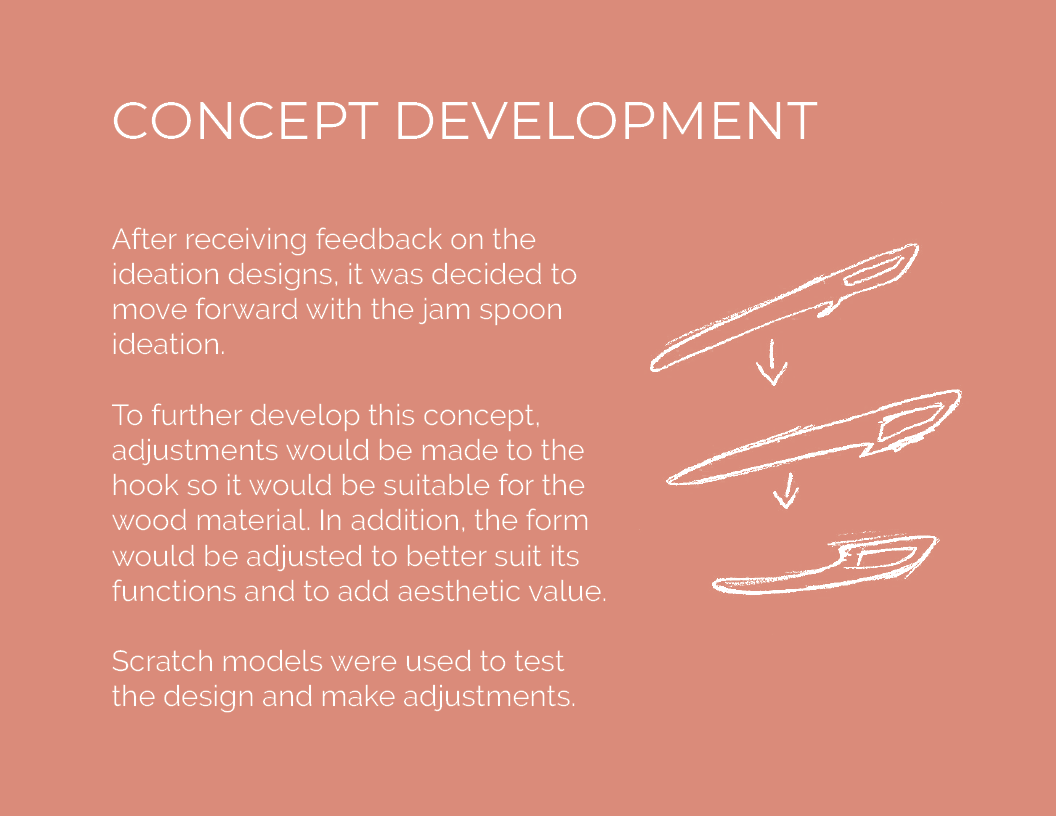 CONCEPT DEVELOPMENT
After receiving feedback on the
ideation designs, it was decided to
move forward with the jam spoon
ideation.
To further develop this concept,
adjustments would be made to the
hook so it would be suitable for the
wood material. In addition, the form
would be adjusted to better suit its
functions and to add aesthetic value.
Scratch models were used to test
the design and make adjustments.